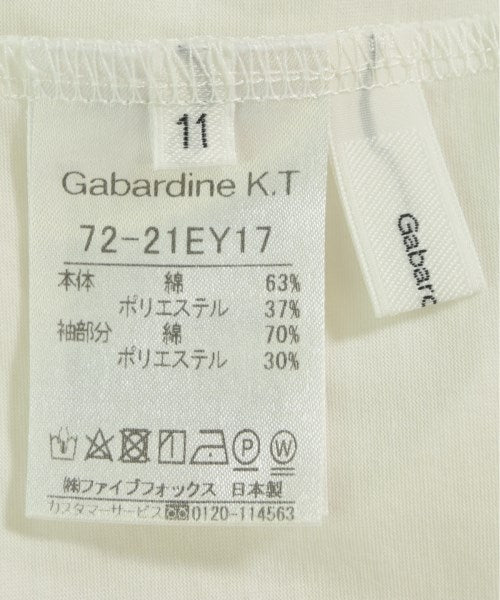 11
Gabardine K.T
72-21EY17
本体 綿 63%
ポリエステル 37%
袖部分 綿 70%
ポリエステル 30%
P W
㈱ファイブフォックス 日本製
カスタマーサービス 0120-114563
Gabard